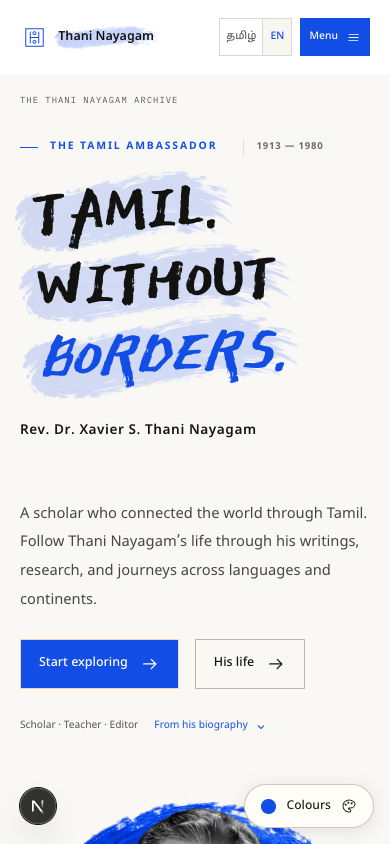 Thani Nayagam
தமிழ் EN Menu
THE THANI NAYAGAM ARCHIVE
THE TAMIL AMBASSADOR 1913 — 1980
TAMIL.
WITHOUT
BORDERS.
Rev. Dr. Xavier S. Thani Nayagam
A scholar who connected the world through Tamil.
Follow Thani Nayagam’s life through his writings,
research, and journeys across languages and
continents.
Start exploring → His life →
Scholar · Teacher · Editor From his biography
N Colours